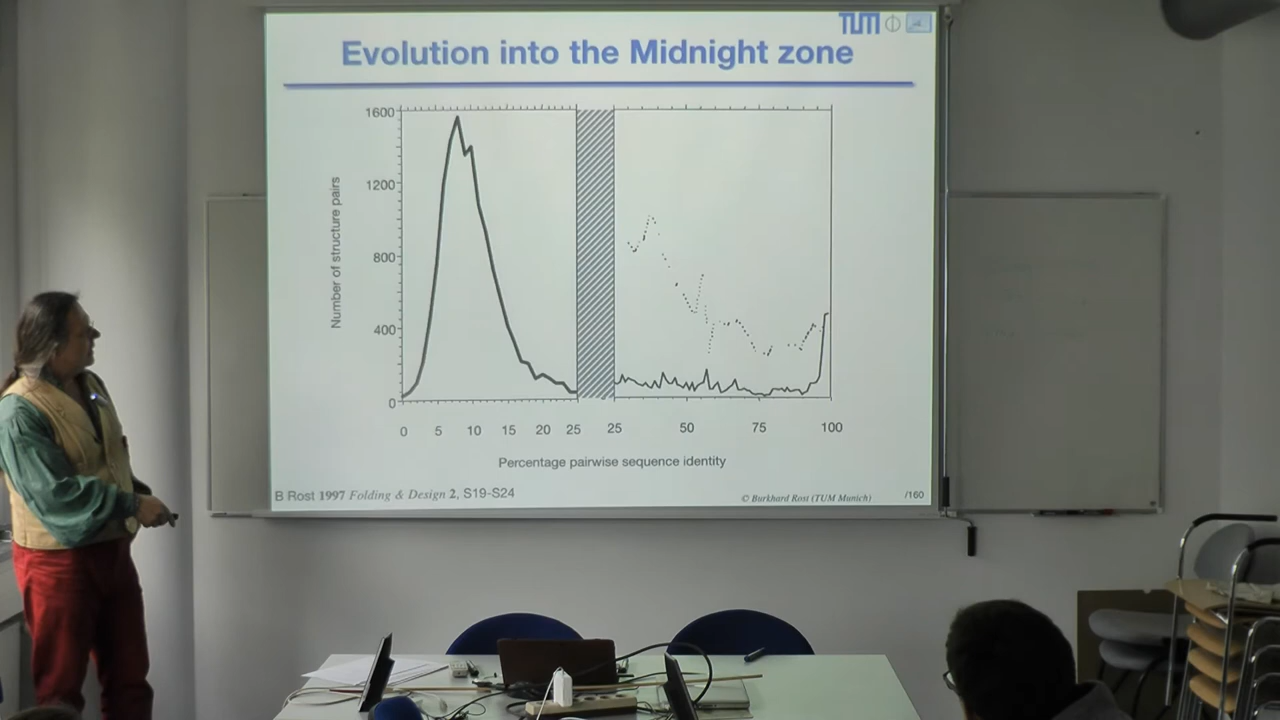 TUM
Evolution into the Midnight zone
1600
1200
800
400
0
Number of structure pairs
0 5 10 15 20 25 25 50 75 100
Percentage pairwise sequence identity
B Rost 1997 Folding & Design 2, S19-S24
© Burkhard Rost (TUM Munich)
/160